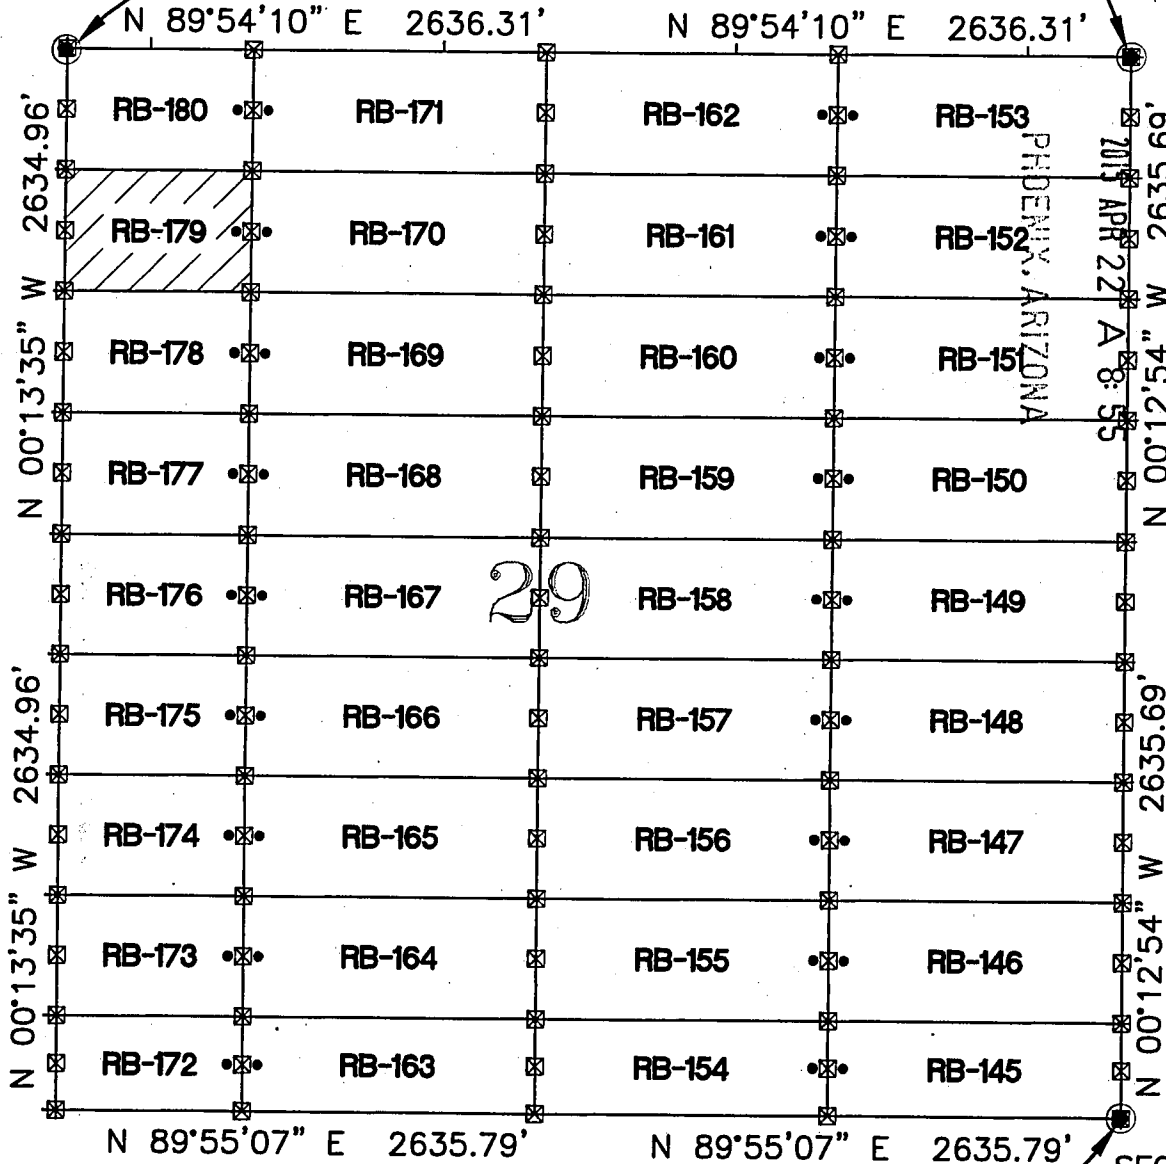 N 89°54'10" E 2636.31' N 89°54'10" E 2636.31'
RB-180 RB-171 RB-162 RB-153
RB-179 RB-170 RB-161 RB-152
RB-178 RB-169 RB-160 RB-151
RB-177 RB-168 RB-159 RB-150
RB-176 RB-167 RB-158 RB-149
29
RB-175 RB-166 RB-157 RB-148
RB-174 RB-165 RB-156 RB-147
RB-173 RB-164 RB-155 RB-146
RB-172 RB-163 RB-154 RB-145
N 89°55'07" E 2635.79' N 89°55'07" E 2635.79'
N 00°13'35" W 2634.96'
N 00°13'35" W 2634.96'
N 00°12'54" W 2635.69'
N 00°12'54" W 2635.69'
2013 APR 22 A 8:55
PHOENIX, ARIZONA